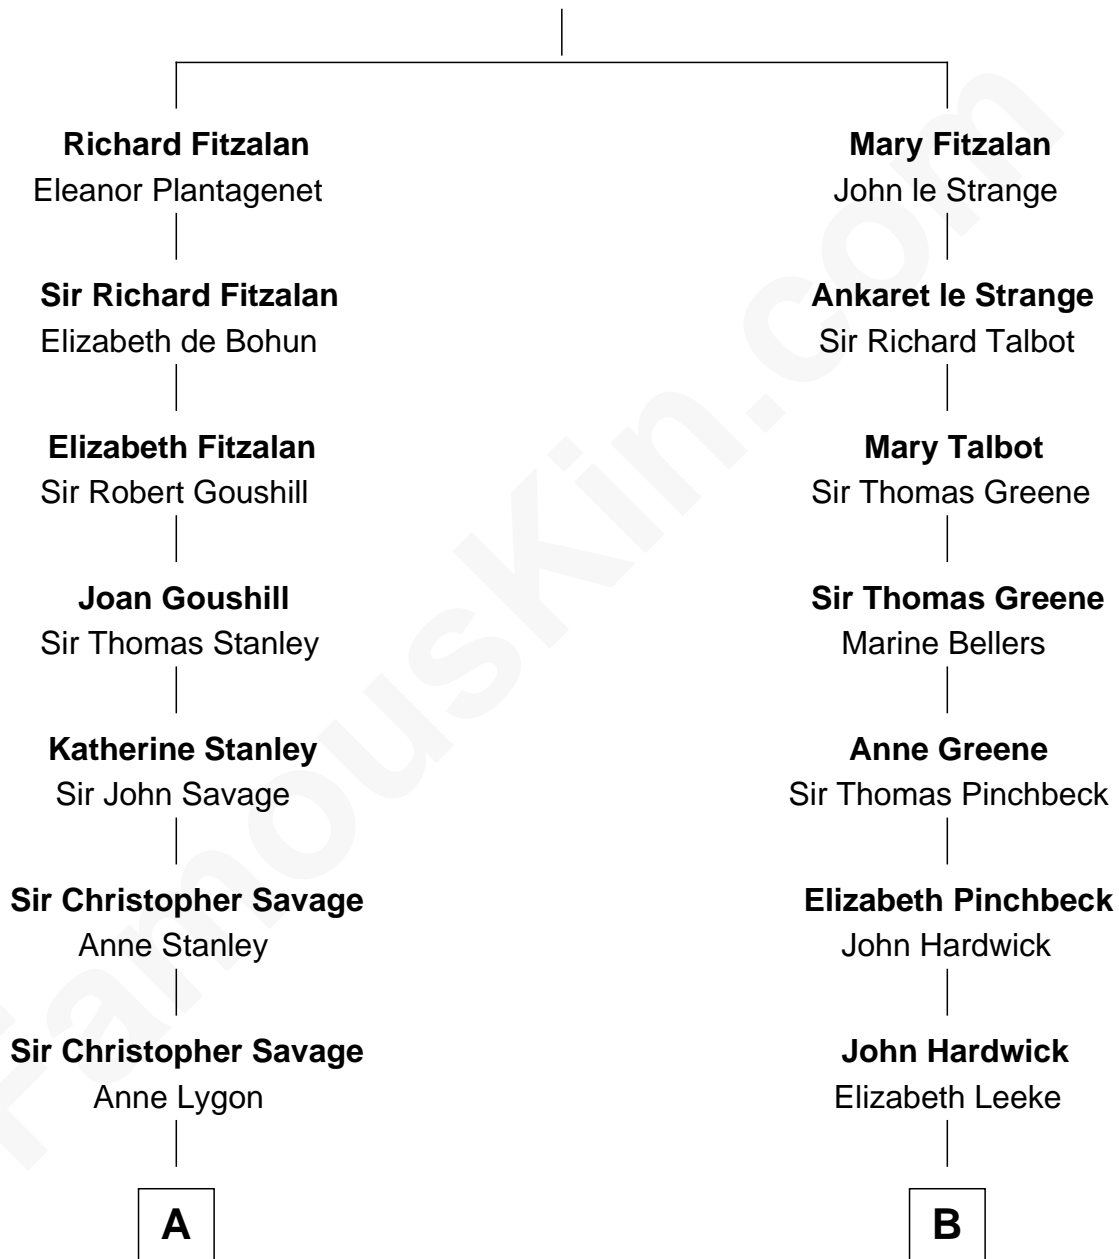 Richard Fitzalan
Eleanor Plantagenet
Sir Richard Fitzalan
Elizabeth de Bohun
Elizabeth Fitzalan
Sir Robert Goushill
Joan Goushill
Sir Thomas Stanley
Katherine Stanley
Sir John Savage
Sir Christopher Savage
Anne Stanley
Sir Christopher Savage
Anne Lygon
A
Mary Fitzalan
John le Strange
Ankaret le Strange
Sir Richard Talbot
Mary Talbot
Sir Thomas Greene
Sir Thomas Greene
Marine Bellers
Anne Greene
Sir Thomas Pinchbeck
Elizabeth Pinchbeck
John Hardwick
John Hardwick
Elizabeth Leeke
B
FamousKin.com